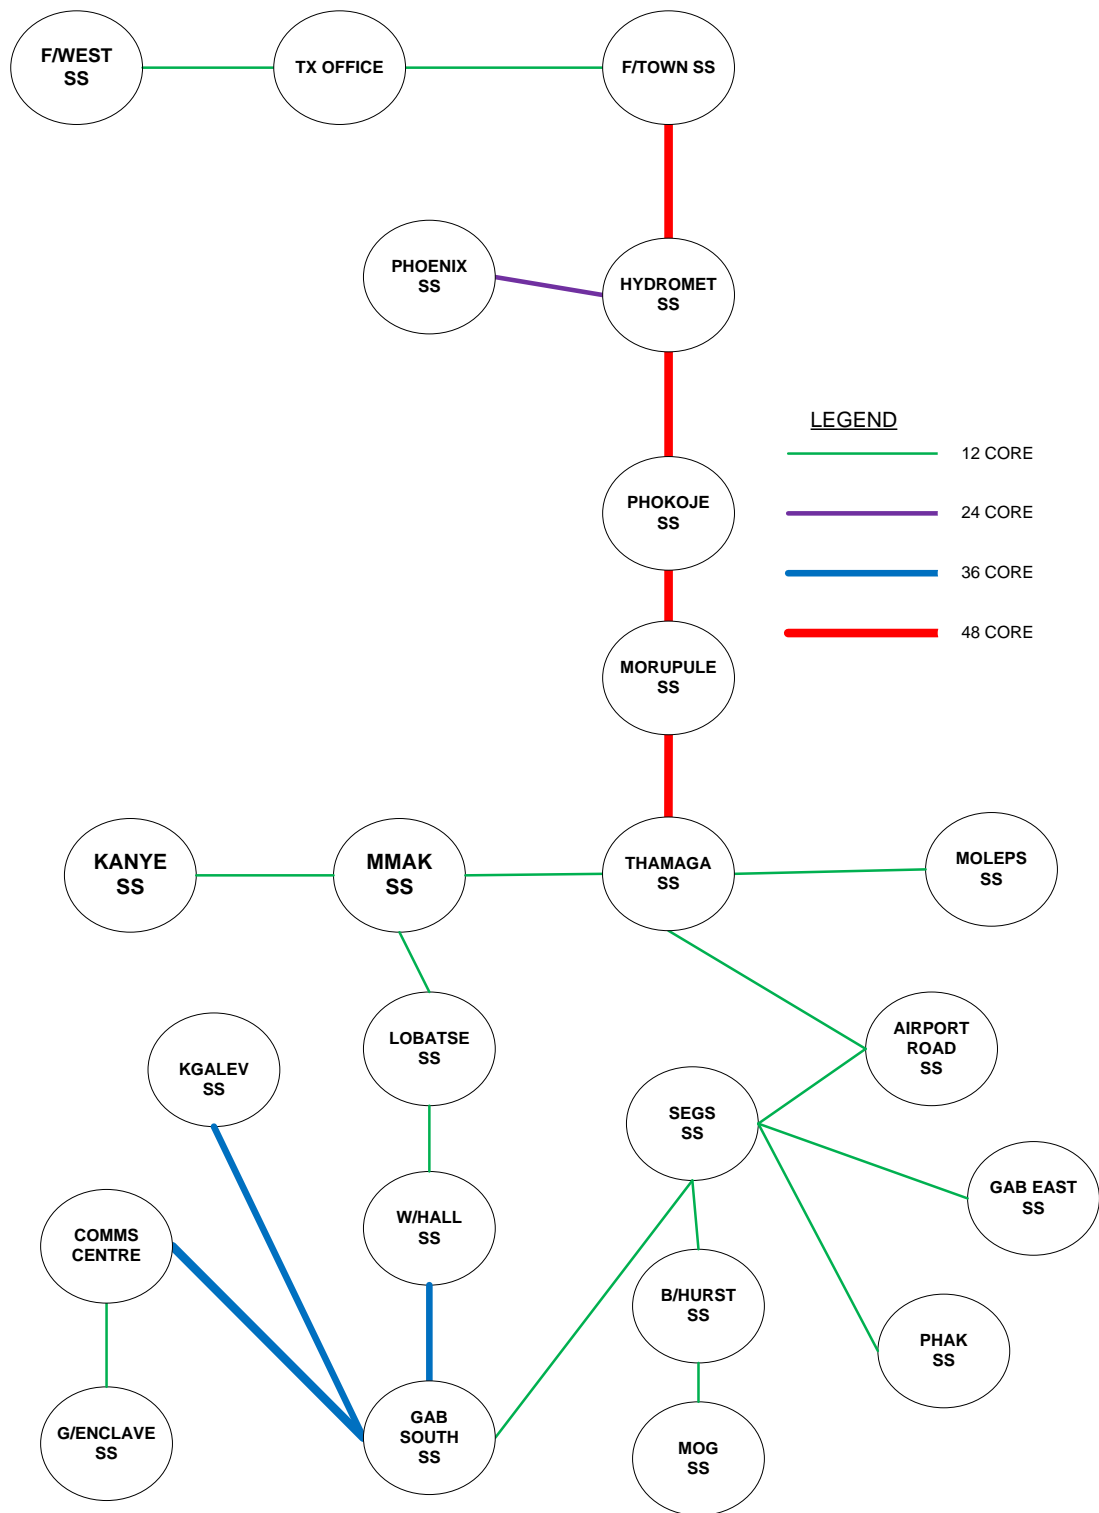 F/WEST
SS
TX OFFICE
F/TOWN SS
PHOENIX
SS
HYDROMET
SS
LEGEND
12 CORE
24 CORE
36 CORE
48 CORE
PHOKOJE
SS
MORUPULE
SS
KANYE
SS
MMAK
SS
THAMAGA
SS
MOLEPS
SS
LOBATSE
SS
AIRPORT
ROAD
SS
KGALEV
SS
SEGS
SS
GAB EAST
SS
W/HALL
SS
COMMS
CENTRE
B/HURST
SS
PHAK
SS
G/ENCLAVE
SS
GAB
SOUTH
SS
MOG
SS